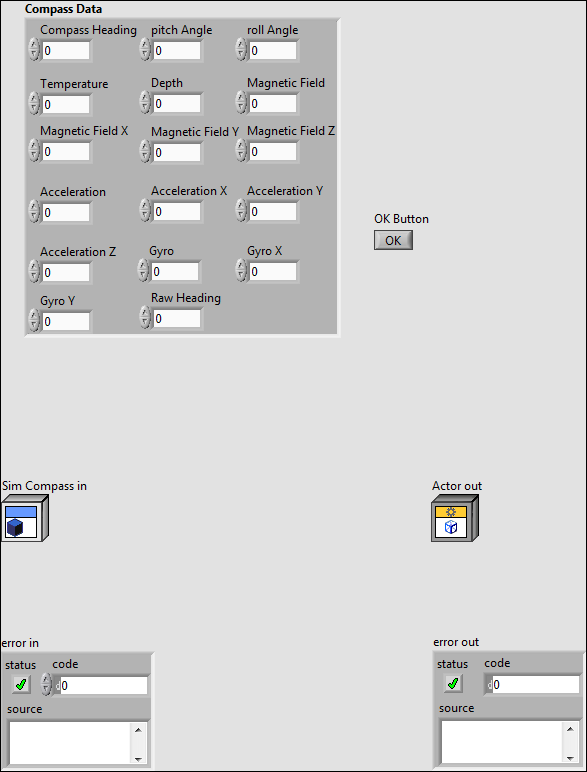 Compass Data
Compass Heading pitch Angle roll Angle
0 0 0
Temperature Depth Magnetic Field
0 0 0
Magnetic Field X Magnetic Field Y Magnetic Field Z
0 0 0
Acceleration Acceleration X Acceleration Y
0 0 0
OK Button
OK
Acceleration Z Gyro Gyro X
0 0 0
Gyro Y Raw Heading
0 0
Sim Compass in Actor out
error in error out
status code status code
0 0
source source